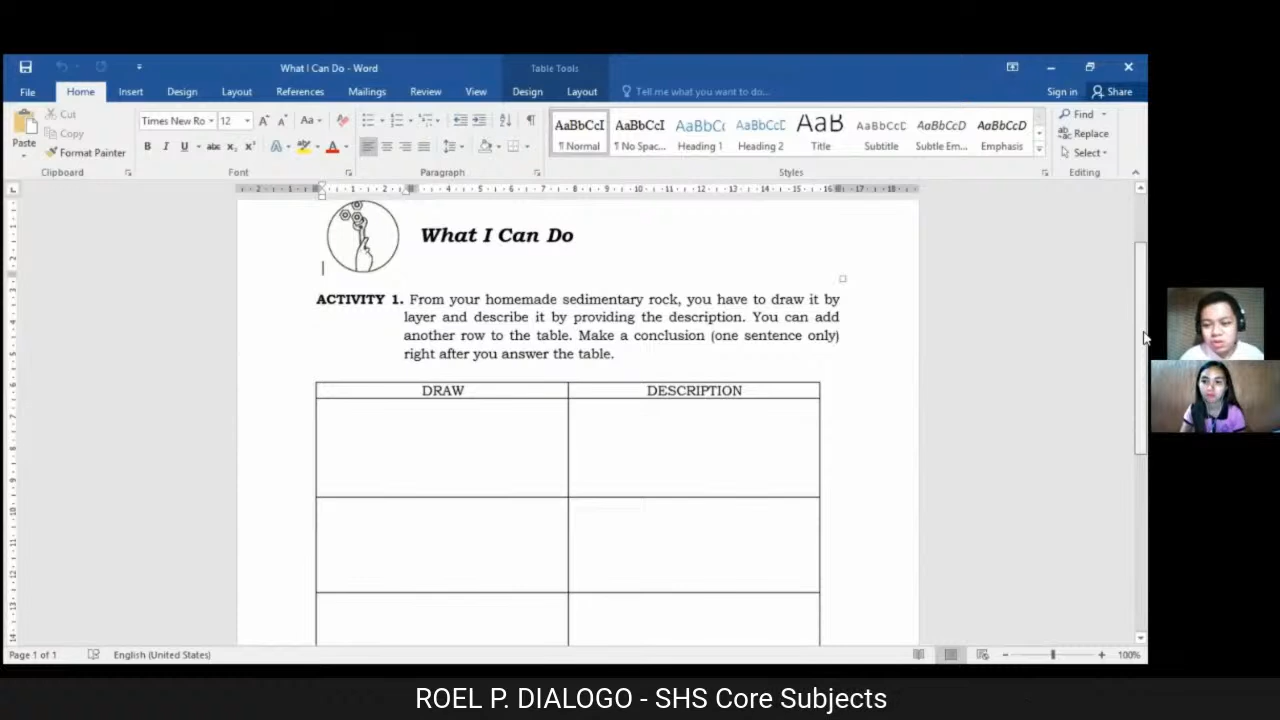 What I Can Do - Word
Table Tools
File Home Insert Design Layout References Mailings Review View Design Layout Tell me what you want to do... Sign in Share
Paste
Cut
Copy
Format Painter
Times New Ro 12
AaBbCcI AaBbCcI AaBbCc AaBbCcD AaB AaBbCcD AaBbCcD AaBbCcD
¶ Normal ¶ No Spac... Heading 1 Heading 2 Title Subtitle Subtle Em... Emphasis
Find
Replace
Select
Clipboard Font Paragraph Styles Editing
What I Can Do
ACTIVITY 1. From your homemade sedimentary rock, you have to draw it by
layer and describe it by providing the description. You can add
another row to the table. Make a conclusion (one sentence only)
right after you answer the table.
DRAW DESCRIPTION
Page 1 of 1 English (United States) 100%
ROEL P. DIALOGO - SHS Core Subjects